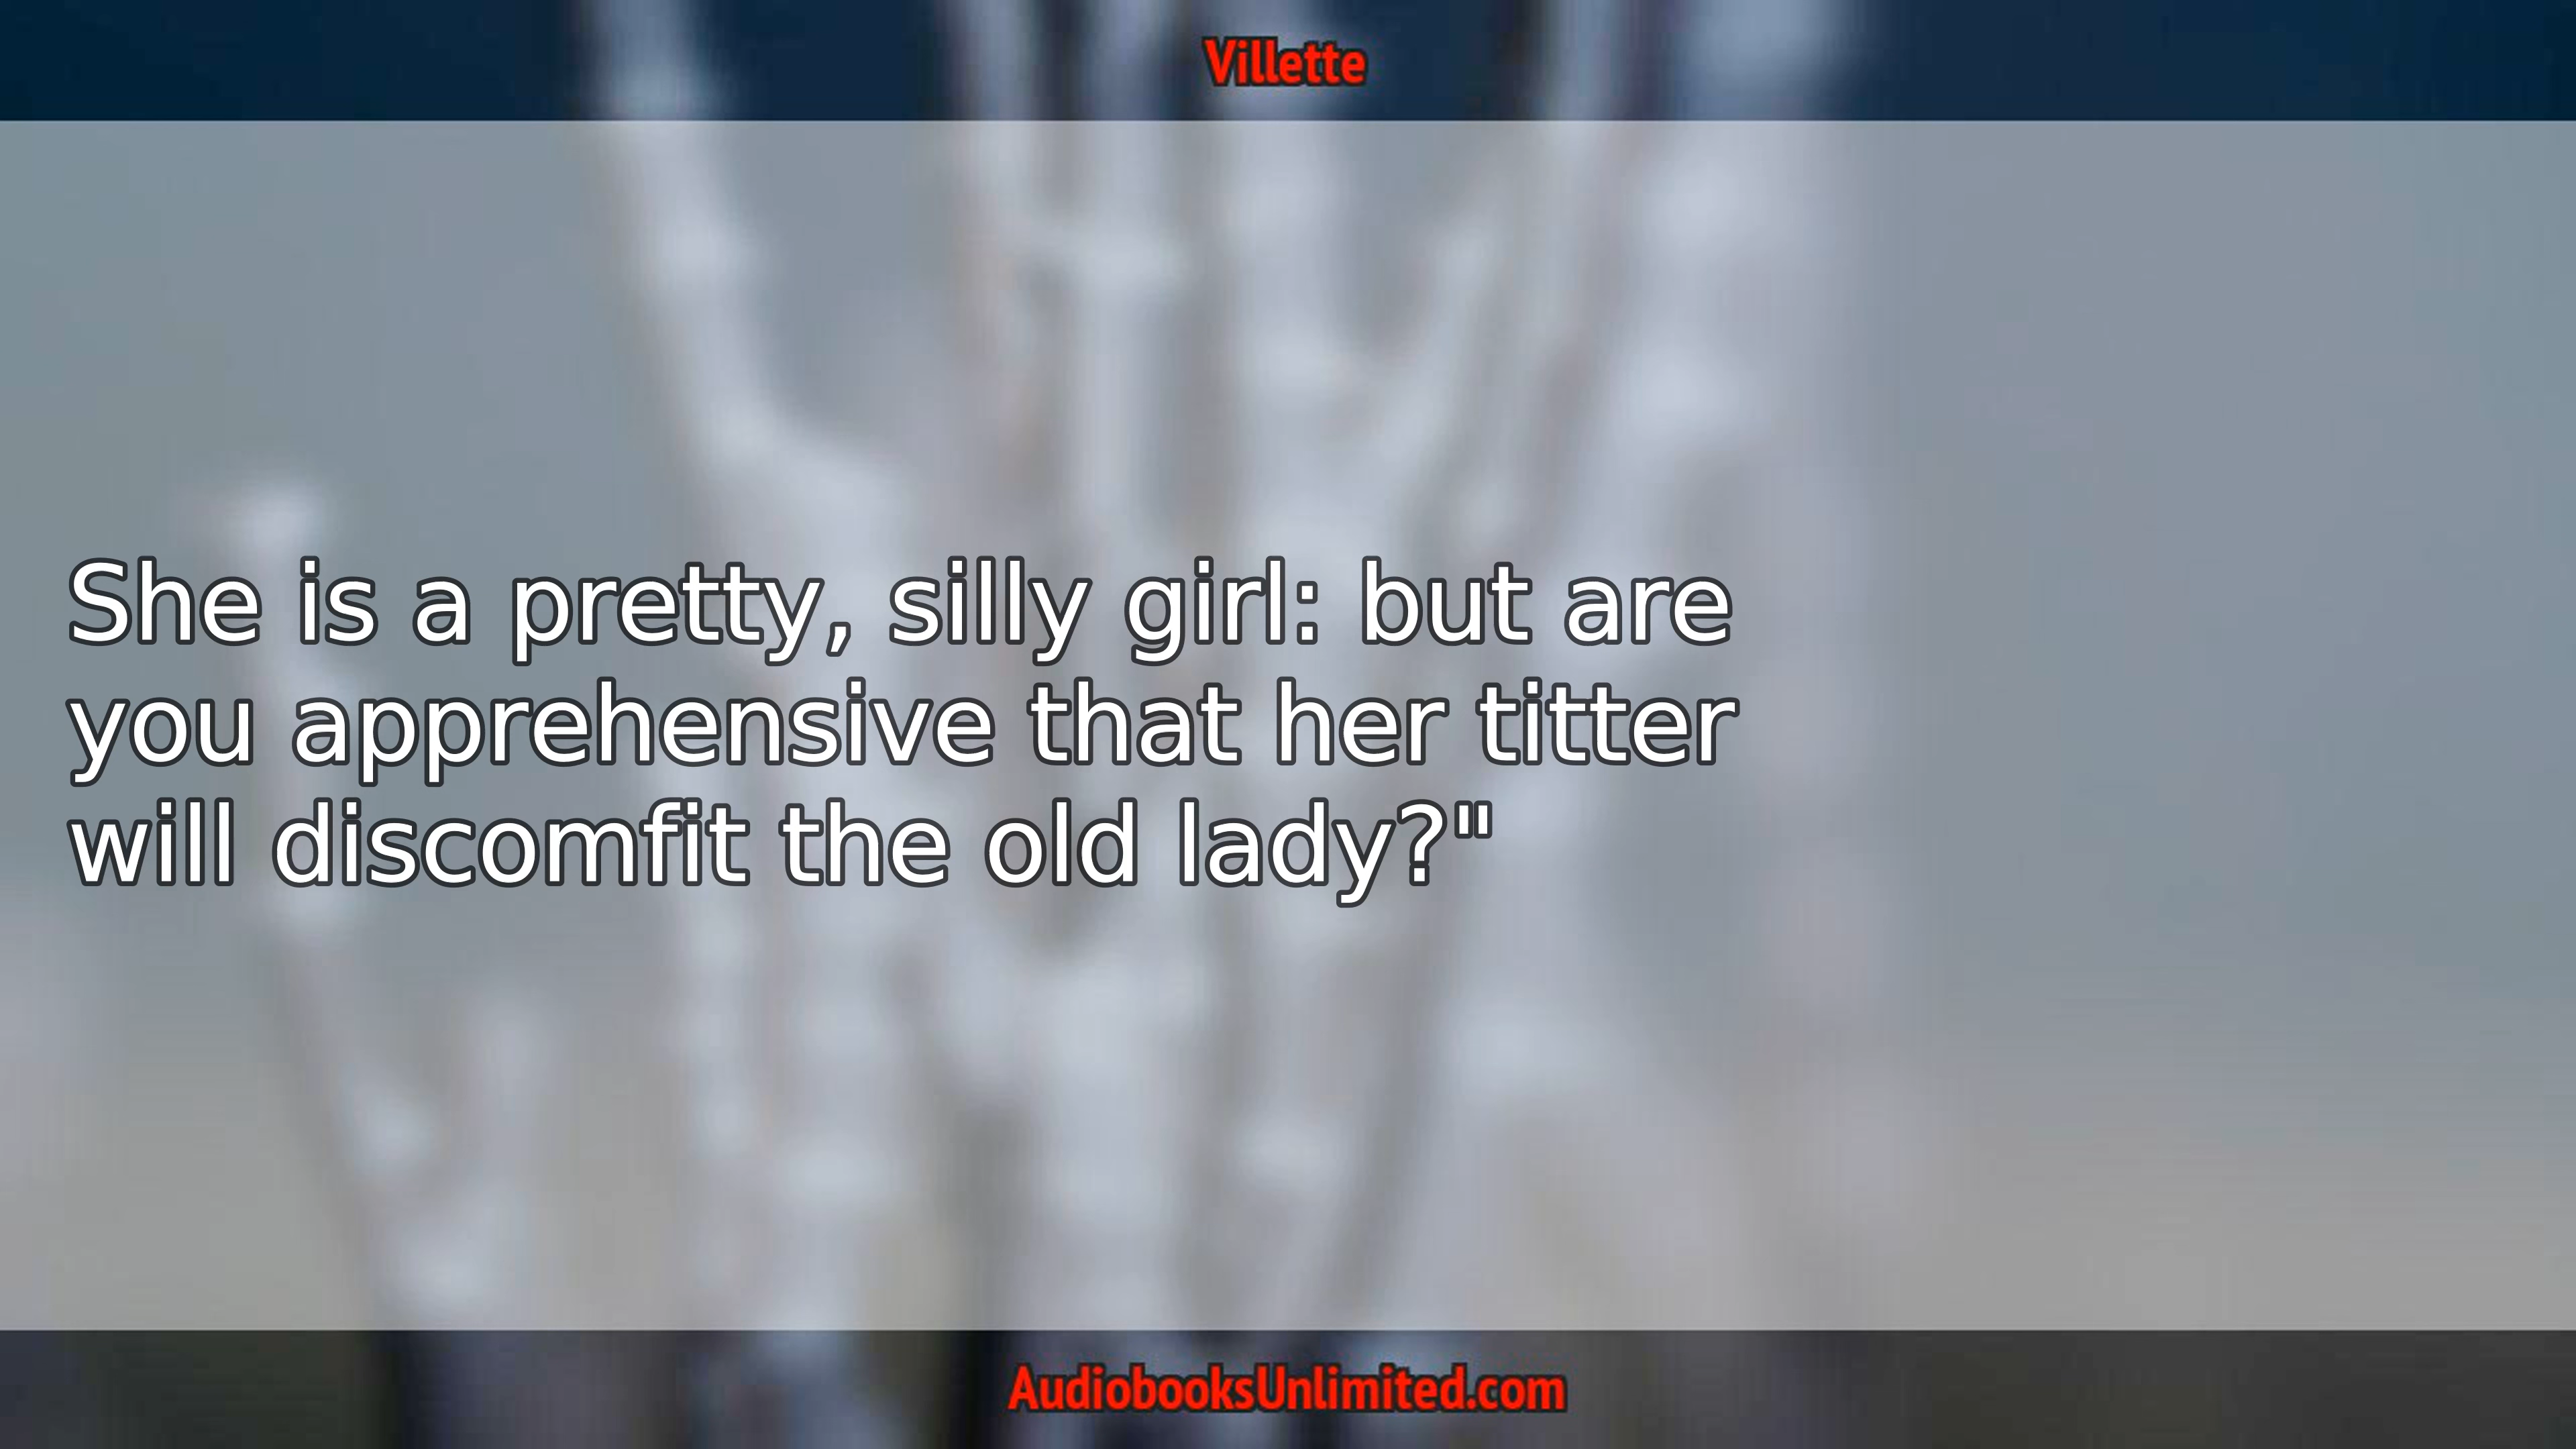 Villette
She is a pretty, silly girl: but are
you apprehensive that her titter
will discomfit the old lady?"
AudiobooksUnlimited.com